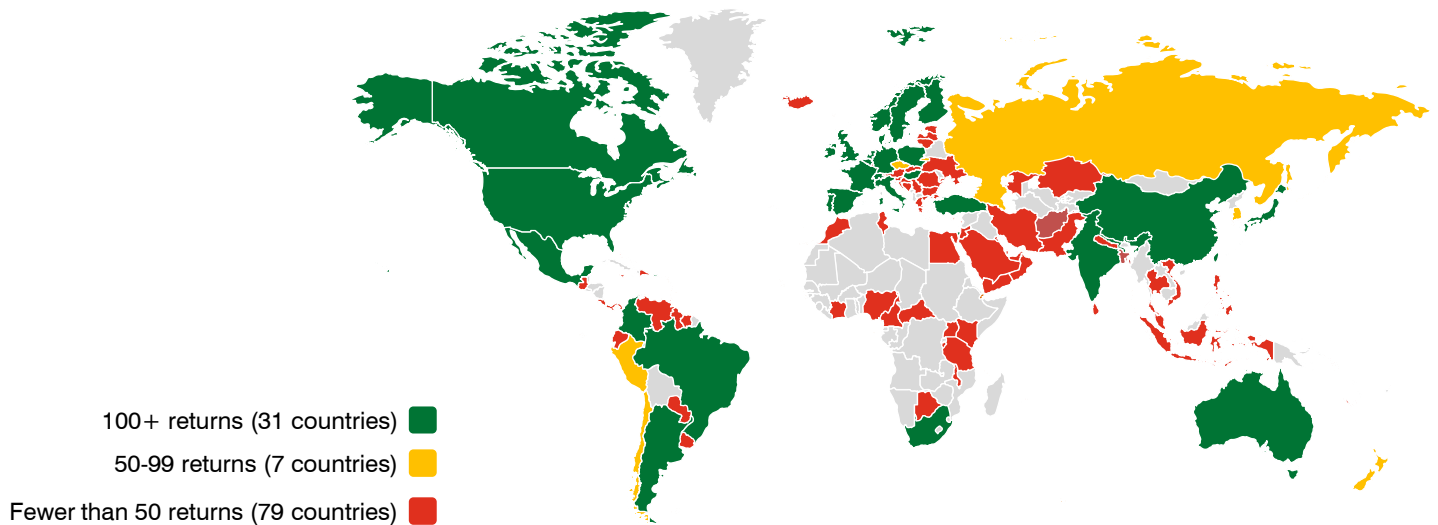 100+ returns (31 countries)
50-99 returns (7 countries)
Fewer than 50 returns (79 countries)